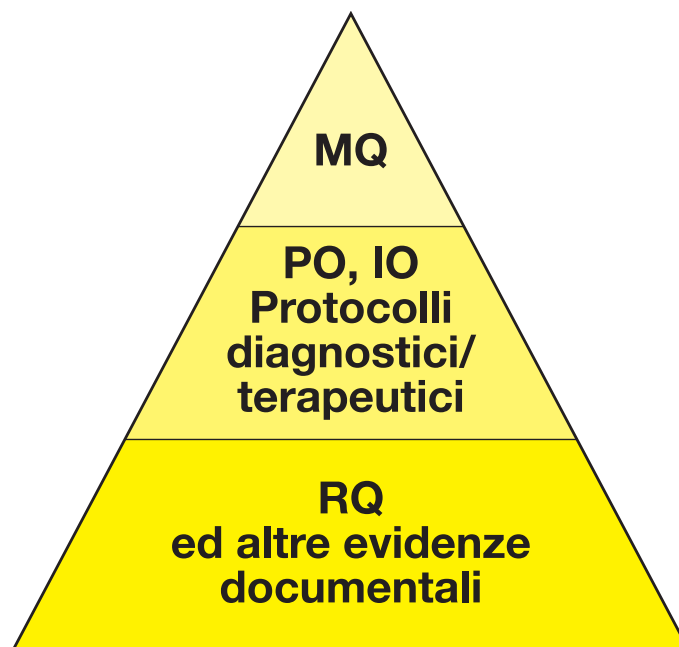 MQ
PO, IO
Protocolli
diagnostici/
terapeutici
RQ
ed altre evidenze
documentali